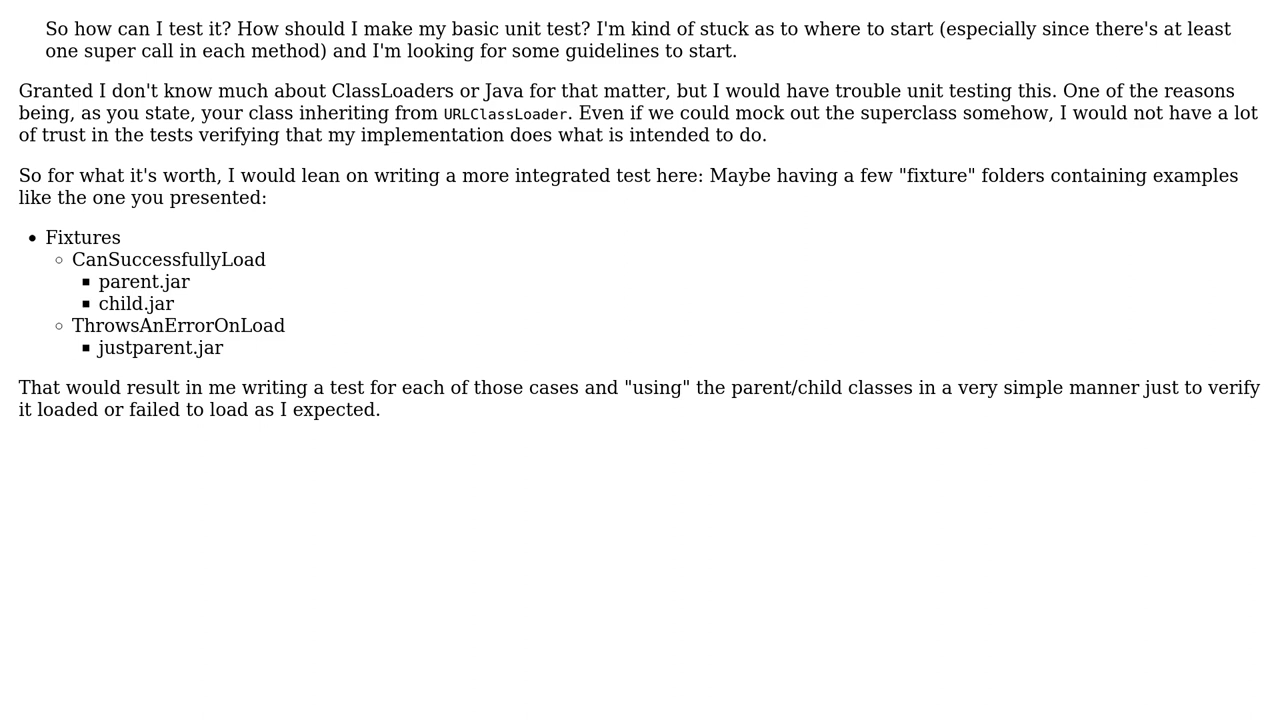 So how can I test it? How should I make my basic unit test? I'm kind of stuck as to where to start (especially since there's at least
one super call in each method) and I'm looking for some guidelines to start.
Granted I don't know much about ClassLoaders or Java for that matter, but I would have trouble unit testing this. One of the reasons
being, as you state, your class inheriting from URLClassLoader. Even if we could mock out the superclass somehow, I would not have a lot
of trust in the tests verifying that my implementation does what is intended to do.
So for what it's worth, I would lean on writing a more integrated test here: Maybe having a few "fixture" folders containing examples
like the one you presented:
Fixtures
CanSuccessfullyLoad
parent.jar
child.jar
ThrowsAnErrorOnLoad
justparent.jar
That would result in me writing a test for each of those cases and "using" the parent/child classes in a very simple manner just to verify
it loaded or failed to load as I expected.